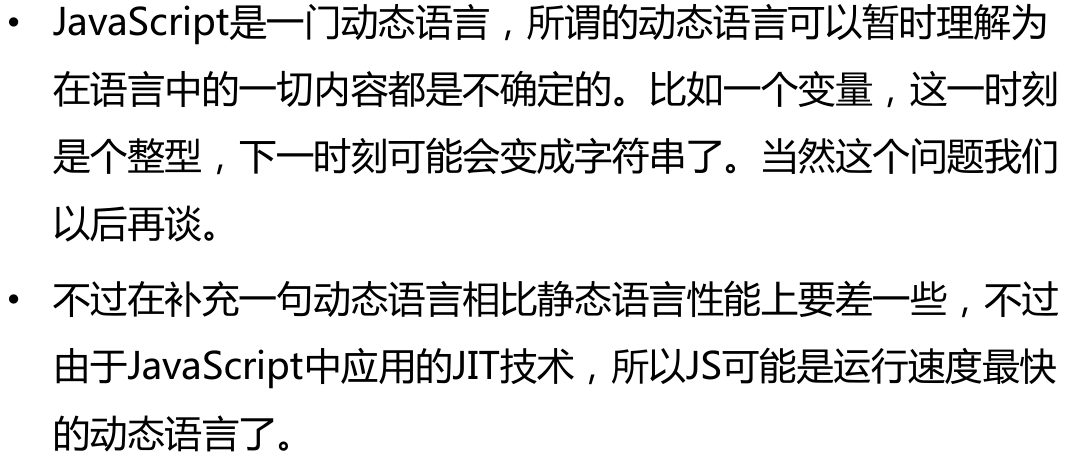 • JavaScript是一门动态语言，所谓的动态语言可以暂时理解为
在语言中的一切内容都是不确定的。比如一个变量，这一时刻
是个整型，下一时刻可能会变成字符串了。当然这个问题我们
以后再谈。
• 不过在补充一句动态语言相比静态语言性能上要差一些，不过
由于JavaScript中应用的JIT技术，所以JS可能是运行速度最快
的动态语言了。